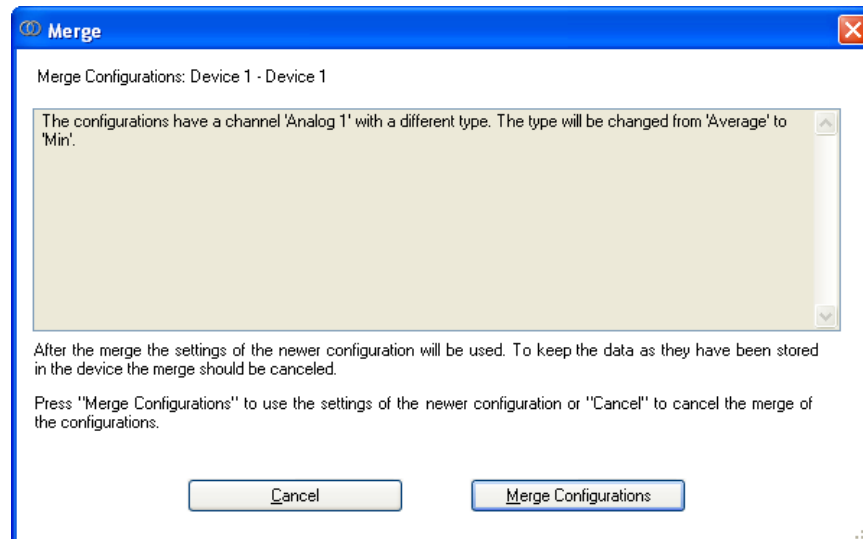 Merge
Merge Configurations: Device 1 - Device 1
The configurations have a channel 'Analog 1' with a different type. The type will be changed from 'Average' to
'Min'.
After the merge the settings of the newer configuration will be used. To keep the data as they have been stored
in the device the merge should be canceled.
Press "Merge Configurations" to use the settings of the newer configuration or "Cancel" to cancel the merge of
the configurations.
Cancel
Merge Configurations